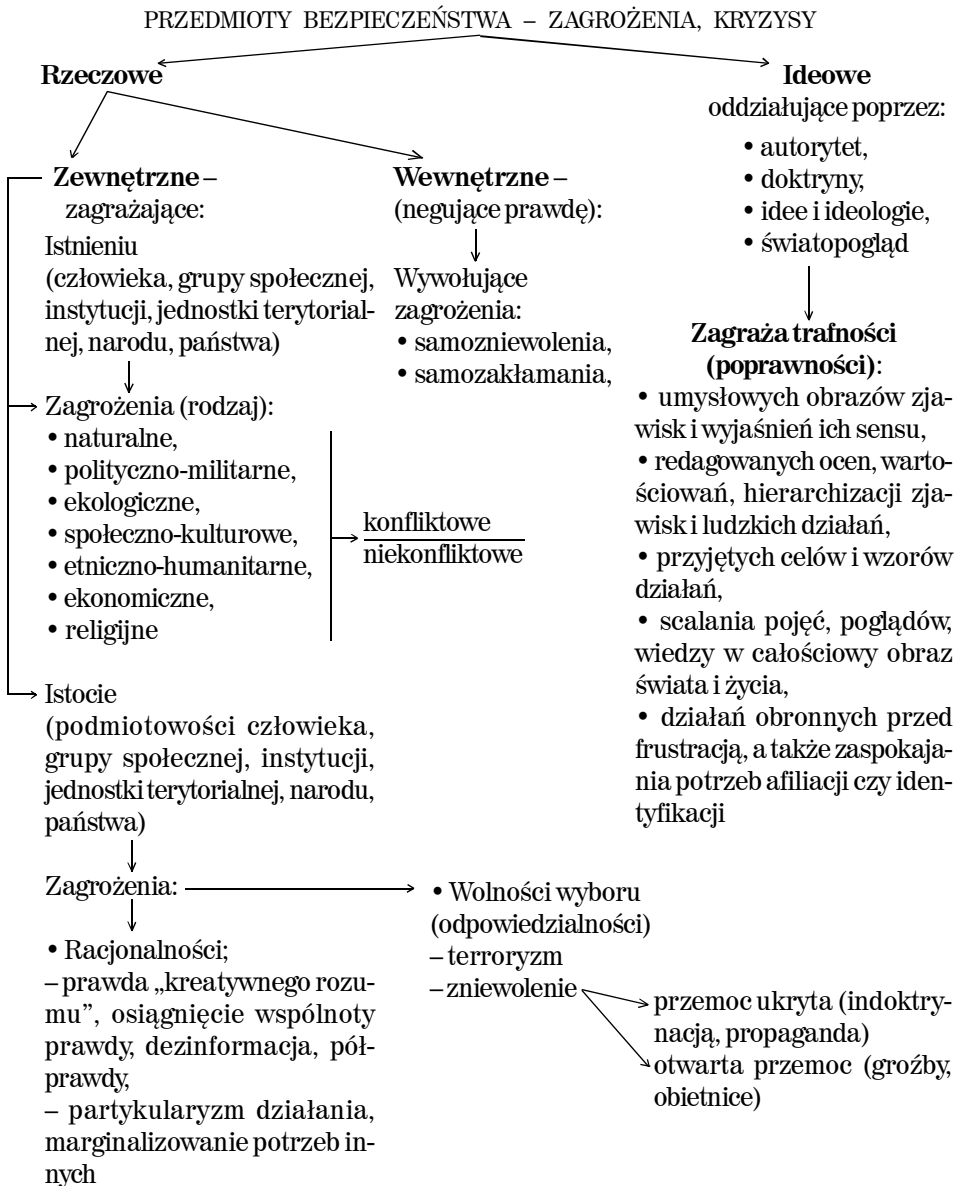 PRZEDMIOTY BEZPIECZEŃSTWA – ZAGROŻENIA, KRYZYSY
Rzeczowe
Zewnętrzne –
zagrażające:
Istnieniu
(człowieka, grupy społecznej,
instytucji, jednostki terytorial-
nej, narodu, państwa)
Zagrożenia (rodzaj):
• naturalne,
• polityczno-militarne,
• ekologiczne,
• społeczno-kulturowe,
• etniczno-humanitarne,
• ekonomiczne,
• religijne
konfliktowe
niekonfliktowe
Istocie
(podmiotowości człowieka,
grupy społecznej, instytucji,
jednostki terytorialnej, narodu,
państwa)
Zagrożenia:
• Racjonalności;
– prawda „kreatywnego rozu-
mu”, osiągnięcie wspólnoty
prawdy, dezinformacja, pół-
prawdy,
– partykularyzm działania,
marginalizowanie potrzeb in-
nych
• Wolności wyboru
(odpowiedzialności)
– terroryzm
– zniewolenie
przemoc ukryta (indoktry-
nacją, propaganda)
otwarta przemoc (groźby,
obietnice)
Wewnętrzne –
(negujące prawdę):
Wywołujące
zagrożenia:
• samozniewolenia,
• samozakłamania,
Ideowe
oddziałujące poprzez:
• autorytet,
• doktryny,
• idee i ideologie,
• światopogląd
Zagraża trafności
(poprawności):
• umysłowych obrazów zja-
wisk i wyjaśnień ich sensu,
• redagowanych ocen, warto-
ściowań, hierarchizacji zja-
wisk i ludzkich działań,
• przyjętych celów i wzorów
działań,
• scalania pojęć, poglądów,
wiedzy w całościowy obraz
świata i życia,
• działań obronnych przed
frustracją, a także zaspokaja-
nia potrzeb afiliacji czy iden-
tyfikacji